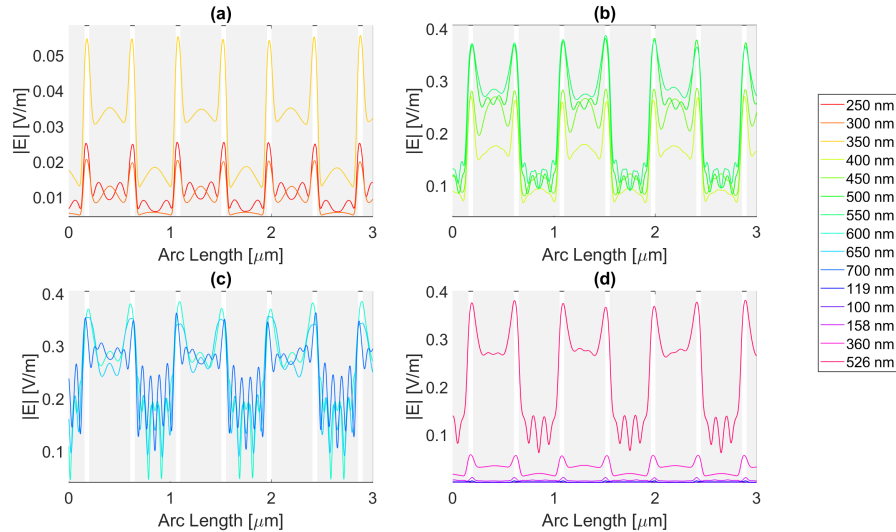 (a)
|E| [V/m]
0.05
0.04
0.03
0.02
0.01
0 1 2 3
Arc Length [μm]
(b)
|E| [V/m]
0.4
0.3
0.2
0.1
0 1 2 3
Arc Length [μm]
(c)
|E| [V/m]
0.4
0.3
0.2
0.1
0 1 2 3
Arc Length [μm]
(d)
|E| [V/m]
0.4
0.3
0.2
0.1
0 1 2 3
Arc Length [μm]
250 nm
300 nm
350 nm
400 nm
450 nm
500 nm
550 nm
600 nm
650 nm
700 nm
119 nm
100 nm
158 nm
360 nm
526 nm